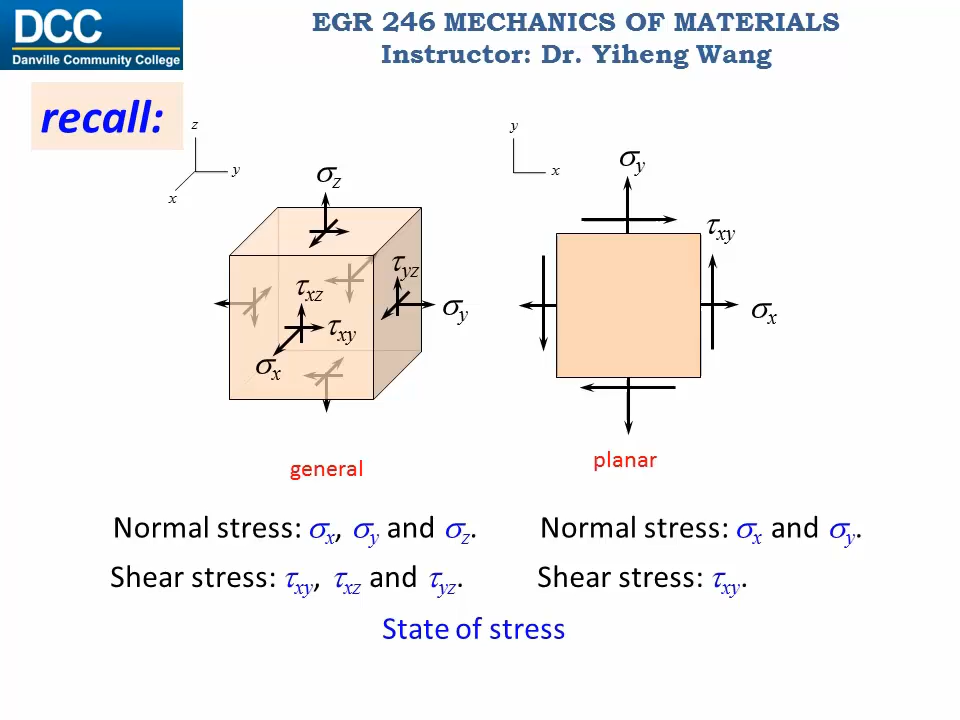 DCC
Danville Community College
EGR 246 MECHANICS OF MATERIALS
Instructor: Dr. Yiheng Wang
recall:
z
y
x
σz
τyz
τxz
σy
τxy
σx
general
y
x
σy
τxy
σx
planar
Normal stress: σx, σy and σz.
Shear stress: τxy, τxz and τyz.
Normal stress: σx and σy.
Shear stress: τxy.
State of stress